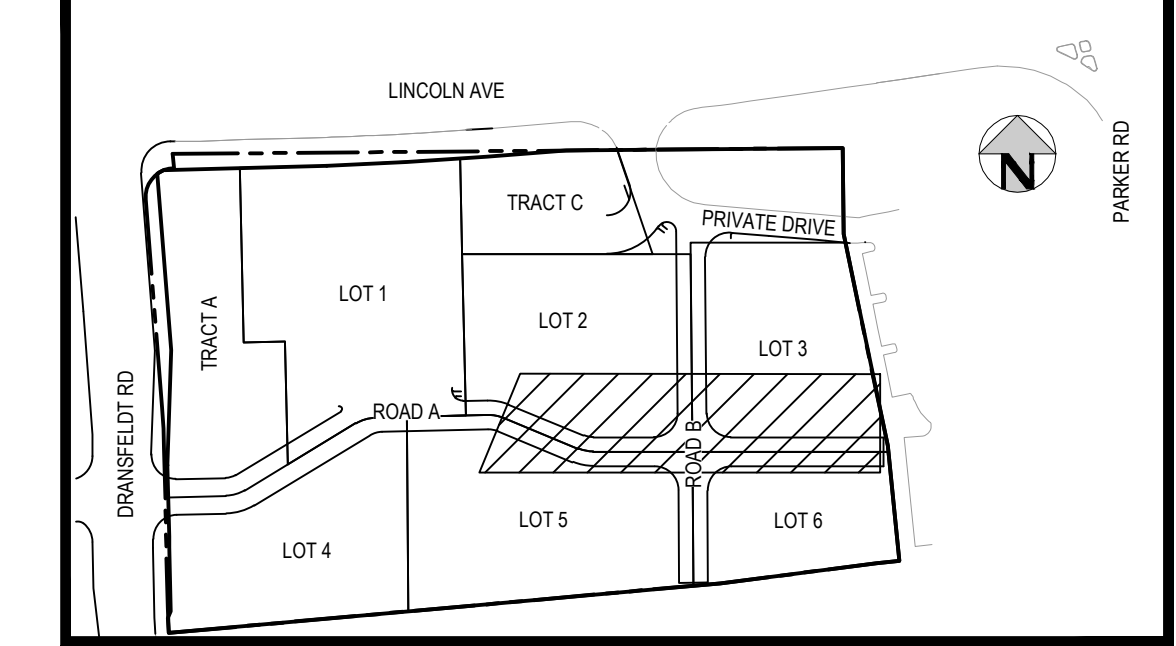 LINCOLN AVE
PARKER RD
N
TRACT C
PRIVATE DRIVE
LOT 1
TRACT A
LOT 2
LOT 3
DRANSFELDT RD
ROAD A
ROAD B
LOT 5
LOT 6
LOT 4